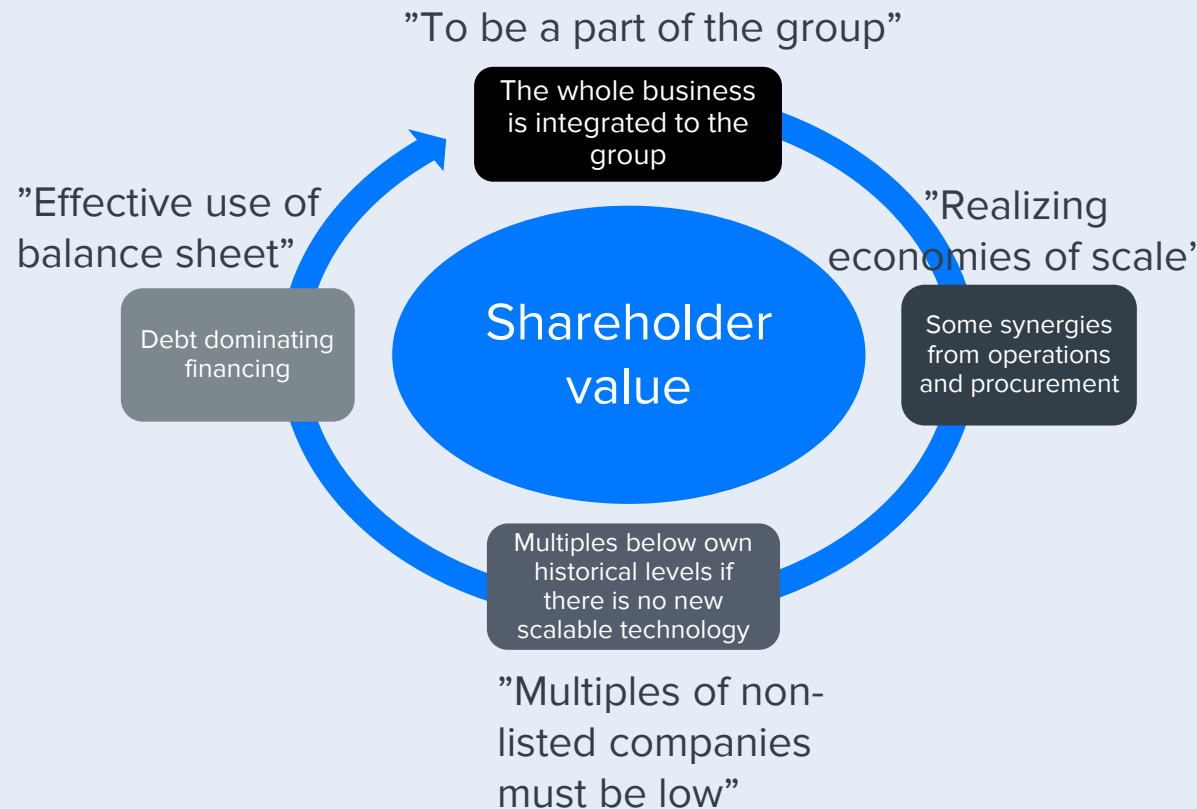 ”To be a part of the group”
The whole business
is integrated to the
group
”Realizing
economies of scale”
Some synergies
from operations
and procurement
Multiples below own
historical levels if
there is no new
scalable technology
”Multiples of non-
listed companies
must be low”
”Effective use of
balance sheet”
Debt dominating
financing
Shareholder
value